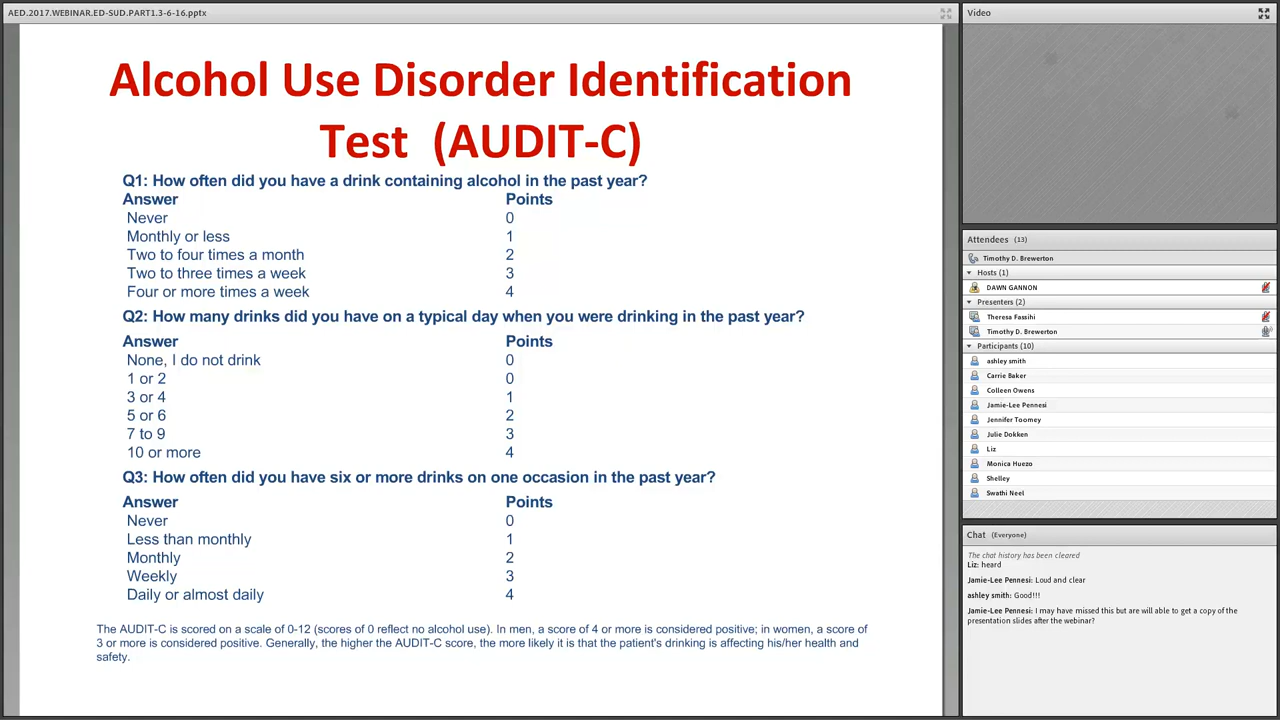 AED.2017.WEBINAR.ED-SUD.PART1.3-6-16.pptx
Alcohol Use Disorder Identification
Test (AUDIT-C)
Q1: How often did you have a drink containing alcohol in the past year?
Answer Points
Never 0
Monthly or less 1
Two to four times a month 2
Two to three times a week 3
Four or more times a week 4
Q2: How many drinks did you have on a typical day when you were drinking in the past year?
Answer Points
None, I do not drink 0
1 or 2 0
3 or 4 1
5 or 6 2
7 to 9 3
10 or more 4
Q3: How often did you have six or more drinks on one occasion in the past year?
Answer Points
Never 0
Less than monthly 1
Monthly 2
Weekly 3
Daily or almost daily 4
The AUDIT-C is scored on a scale of 0-12 (scores of 0 reflect no alcohol use). In men, a score of 4 or more is considered positive; in women, a score of
3 or more is considered positive. Generally, the higher the AUDIT-C score, the more likely it is that the patient's drinking is affecting his/her health and
safety.
Video
Attendees (13)
Timothy D. Brewerton
Hosts (1)
DAWN GANNON
Presenters (2)
Theresa Fassihi
Timothy D. Brewerton
Participants (10)
ashley smith
Carrie Baker
Colleen Owens
Jamie-Lee Pennesi
Jennifer Toomey
Julie Dokken
Liz
Monica Huezo
Shelley
Swathi Neel
Chat (Everyone)
The chat history has been cleared
Liz: heard
Jamie-Lee Pennesi: Loud and clear
ashley smith: Good!!!
Jamie-Lee Pennesi: I may have missed this but are will able to get a copy of the
presentation slides after the webinar?